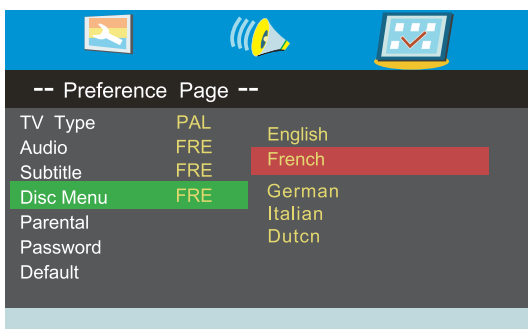 -- Preference Page --
TV Type PAL
Audio FRE
Subtitle FRE
Disc Menu FRE
Parental
Password
Default
English
French
German
Italian
Dutcn